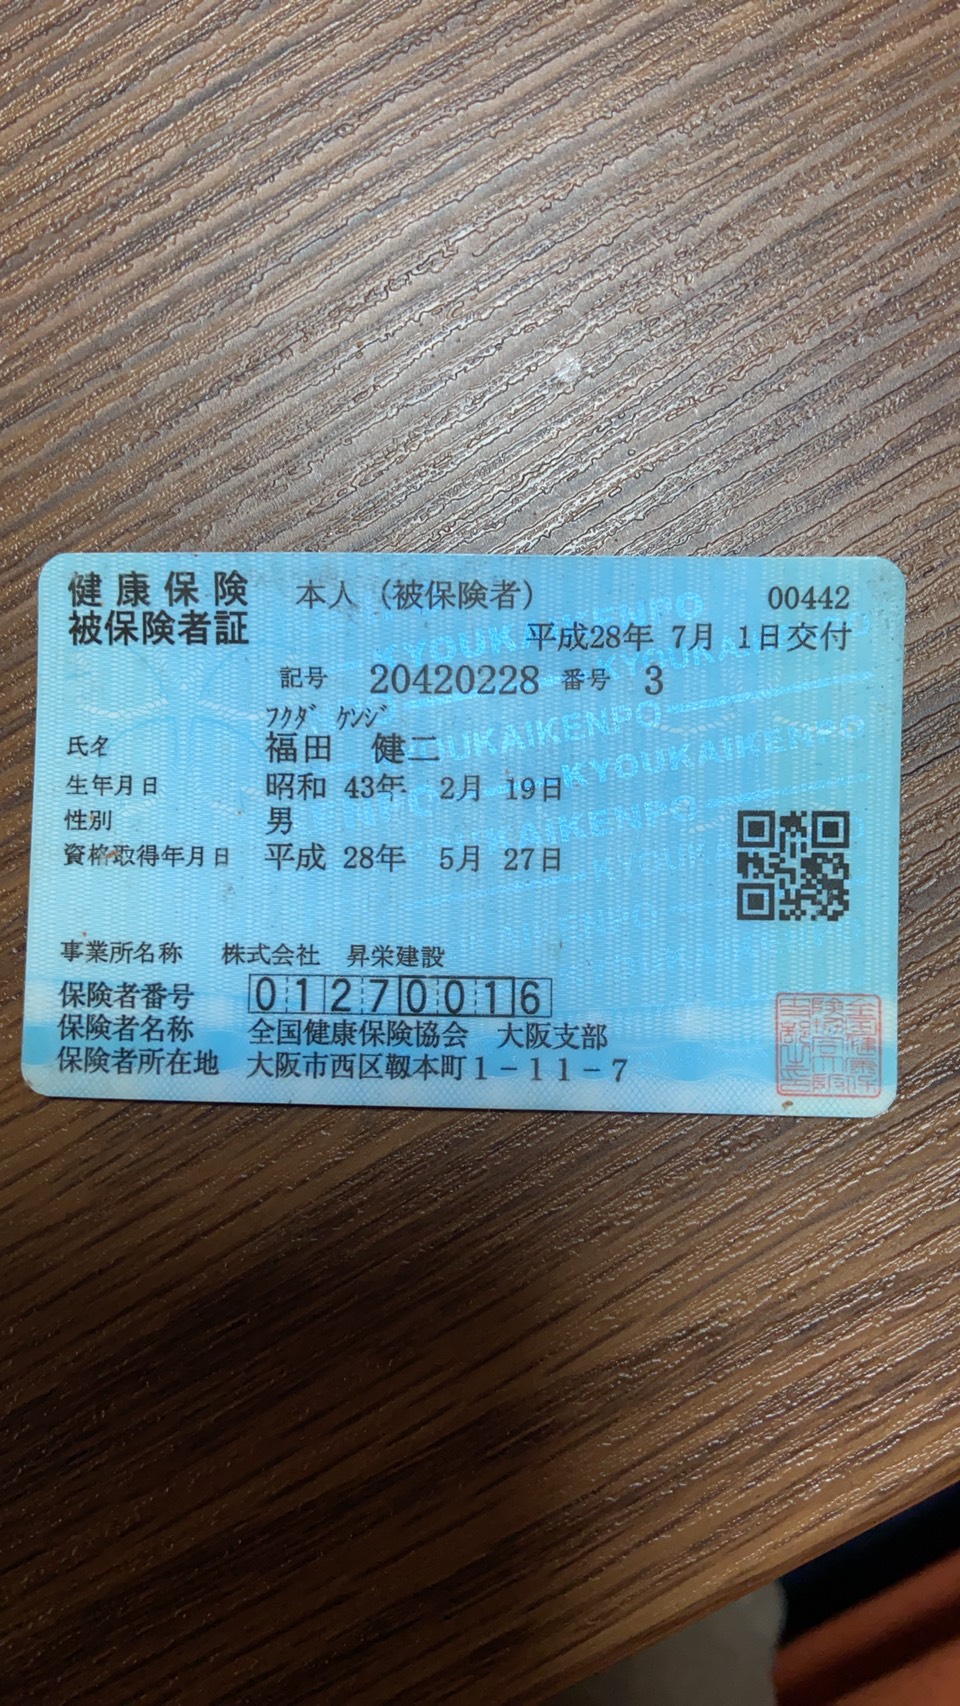 健康保険 本人（被保険者） 00442
被保険者証 平成28年 7月 1日交付
記号 20420228 番号 3
ﾌｸﾀﾞ ｹﾝｼﾞ
氏名 福田 健二
生年月日 昭和 43年 2月 19日
性別 男
資格取得年月日 平成 28年 5月 27日
事業所名称 株式会社 昇栄建設
保険者番号 01270016
保険者名称 全国健康保険協会 大阪支部
保険者所在地 大阪市西区靱本町1－11－7
KYOUKAIKENPO